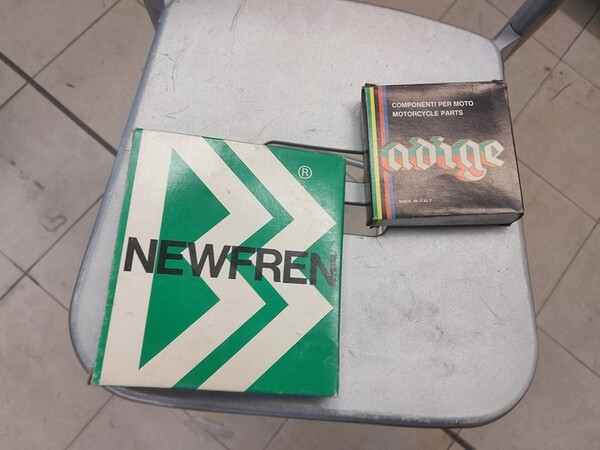 ®
NEWFREN
COMPONENTI PER MOTO
MOTORCYCLE PARTS
adige
MADE IN ITALY